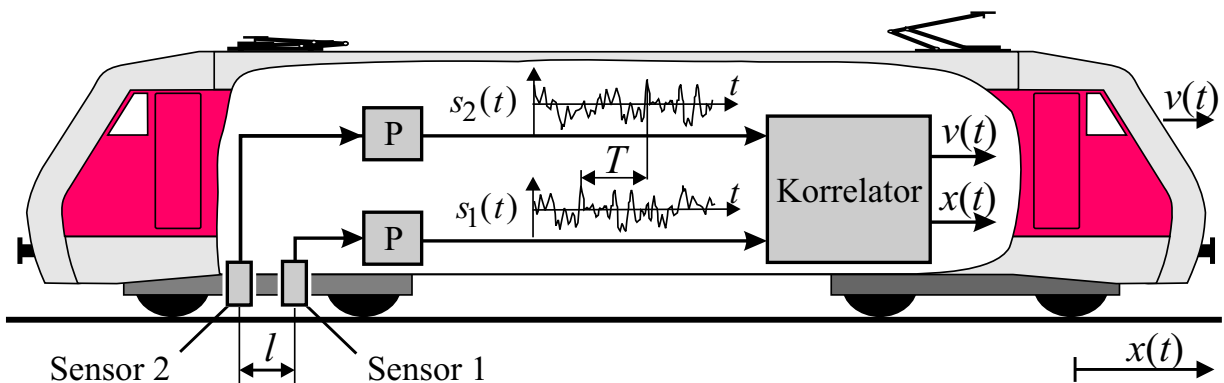 s₂(t)
t
P
v(t)
v(t)
T
Korrelator
x(t)
s₁(t)
t
P
Sensor 2
l
Sensor 1
x(t)